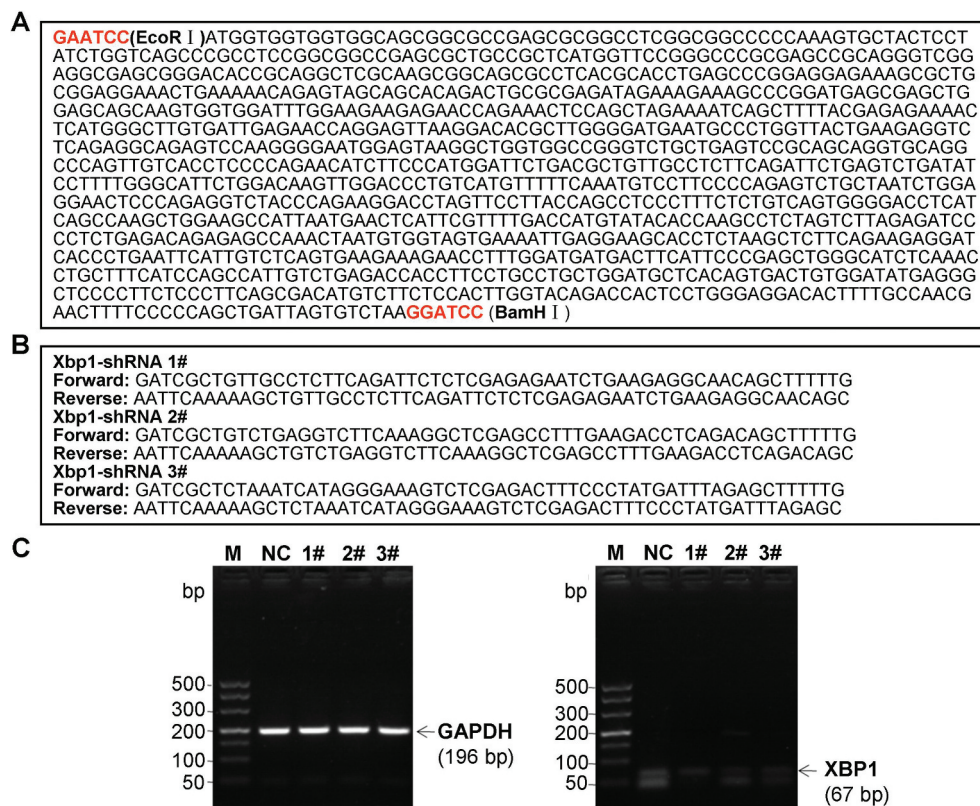 A
GAATCC(EcoR Ⅰ)ATGGTGGTGGTGGCAGCGGCGCCGAGCGCGGCCTCGGCGGCCCCCAAAGTGCTACTCCT
ATCTGGTCAGCCCGCCTCCGGCGGCCGAGCGCTGCCGCTCATGGTTCCGGGCCCGCGAGCCGCAGGGTCGG
AGGCGAGCGGGACACCGCAGGCTCGCAAGCGGCAGCGCCTCACGCACCTGAGCCCGGAGGAGAAAGCGCTG
CGGAGGAAACTGAAAAACAGAGTAGCAGCACAGACTGCGCGAGATAGAAAGAAAGCCCGGATGAGCGAGCTG
GAGCAGCAAGTGGTGGATTTGGAAGAAGAGAACCAGAAACTCCAGCTAGAAAATCAGCTTTTACGAGAGAAAAC
TCATGGGCTTGTGATTGAGAACCAGGAGTTAAGGACACGCTTGGGGATGAATGCCCTGGTTACTGAAGAGGTC
TCAGAGGCAGAGTCCAAGGGGAATGGAGTAAGGCTGGTGGCCGGGTCTGCTGAGTCCGCAGCAGGTGCAGG
CCCAGTTGTCACCTCCCCAGAACATCTTCCCATGGATTCTGACGCTGTTGCCTCTTCAGATTCTGAGTCTGATAT
CCTTTTGGGCATTCTGGACAAGTTGGACCCTGTCATGTTTTTCAAATGTCCTTCCCCAGAGTCTGCTAATCTGGA
GGAACTCCCAGAGGTCTACCCAGAAGGACCTAGTTCCTTACCAGCCTCCCTTTCTCTGTCAGTGGGGACCTCAT
CAGCCAAGCTGGAAGCCATTAATGAACTCATTCGTTTTGACCATGTATACACCAAGCCTCTAGTCTTAGAGATCC
CCTCTGAGACAGAGAGCCAAACTAATGTGGTAGTGAAAATTGAGGAAGCACCTCTAAGCTCTTCAGAAGAGGAT
CACCCTGAATTCATTGTCTCAGTGAAGAAAGAACCTTTGGATGATGACTTCATTCCCGAGCTGGGCATCTCAAAC
CTGCTTTCATCCAGCCATTGTCTGAGACCACCTTCCTGCCTGCTGGATGCTCACAGTGACTGTGGATATGAGGG
CTCCCCTTCTCCCTTCAGCGACATGTCTTCTCCACTTGGTACAGACCACTCCTGGGAGGACACTTTTGCCAACG
AACTTTTCCCCCAGCTGATTAGTGTCTAAGGATCC (BamH Ⅰ)
B
Xbp1-shRNA 1#
Forward: GATCGCTGTTGCCTCTTCAGATTCTCTCGAGAGAATCTGAAGAGGCAACAGCTTTTTG
Reverse: AATTCAAAAAGCTGTTGCCTCTTCAGATTCTCTCGAGAGAATCTGAAGAGGCAACAGC
Xbp1-shRNA 2#
Forward: GATCGCTGTCTGAGGTCTTCAAAGGCTCGAGCCTTTGAAGACCTCAGACAGCTTTTTG
Reverse: AATTCAAAAAGCTGTCTGAGGTCTTCAAAGGCTCGAGCCTTTGAAGACCTCAGACAGC
Xbp1-shRNA 3#
Forward: GATCGCTCTAAATCATAGGGAAAGTCTCGAGACTTTCCCTATGATTTAGAGCTTTTTG
Reverse: AATTCAAAAAGCTCTAAATCATAGGGAAAGTCTCGAGACTTTCCCTATGATTTAGAGC
C
M NC 1# 2# 3#
bp
500
300
200
100
50
GAPDH
(196 bp)
M NC 1# 2# 3#
bp
500
300
200
100
50
XBP1
(67 bp)